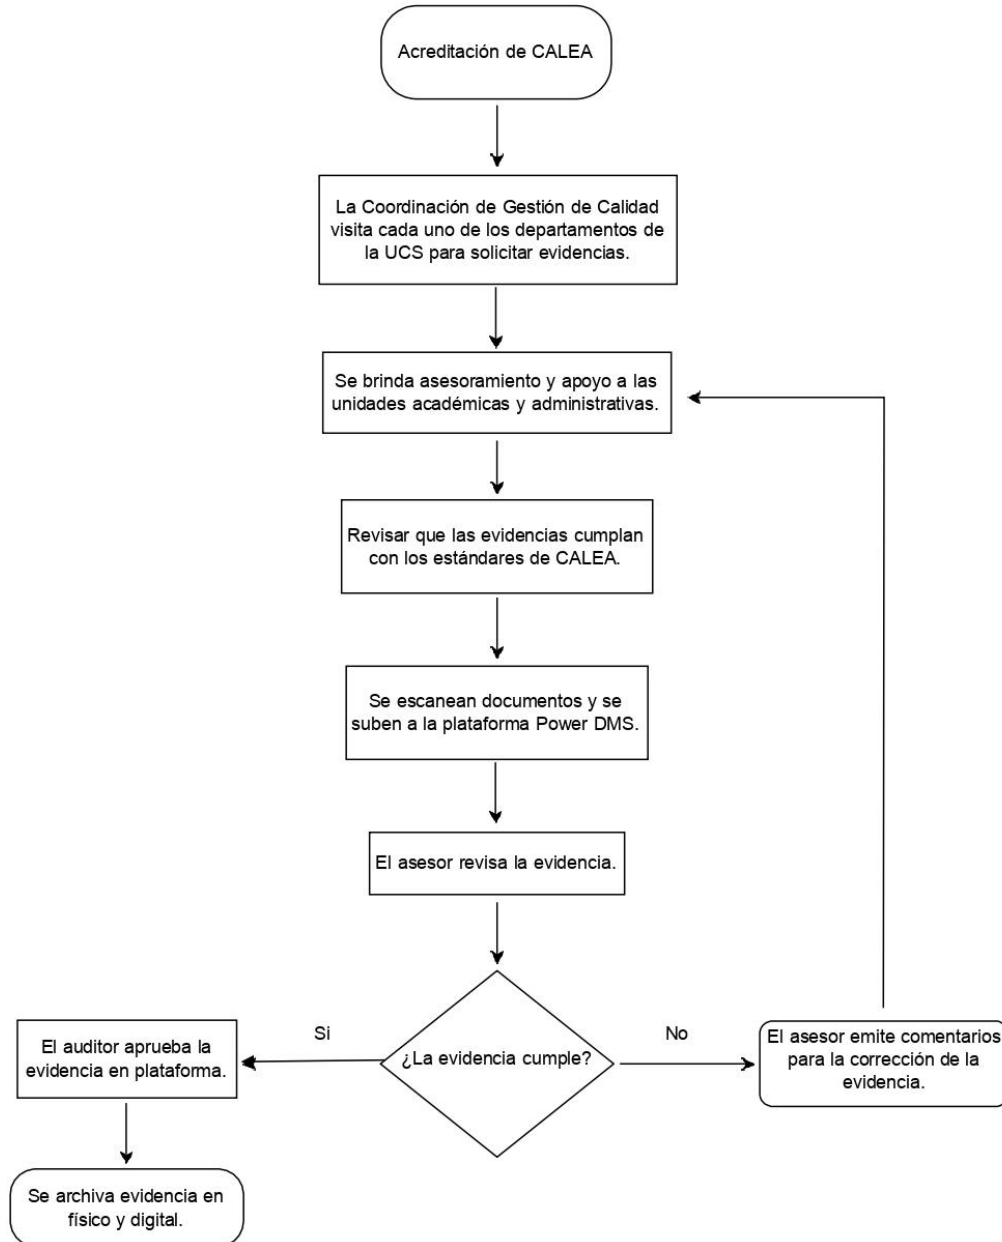 Acreditación de CALEA
La Coordinación de Gestión de Calidad
visita cada uno de los departamentos de
la UCS para solicitar evidencias.
Se brinda asesoramiento y apoyo a las
unidades académicas y administrativas.
Revisar que las evidencias cumplan
con los estándares de CALEA.
Se escanean documentos y se
suben a la plataforma Power DMS.
El asesor revisa la evidencia.
¿La evidencia cumple?
Si
No
El auditor aprueba la
evidencia en plataforma.
El asesor emite comentarios
para la corrección de la
evidencia.
Se archiva evidencia en
físico y digital.